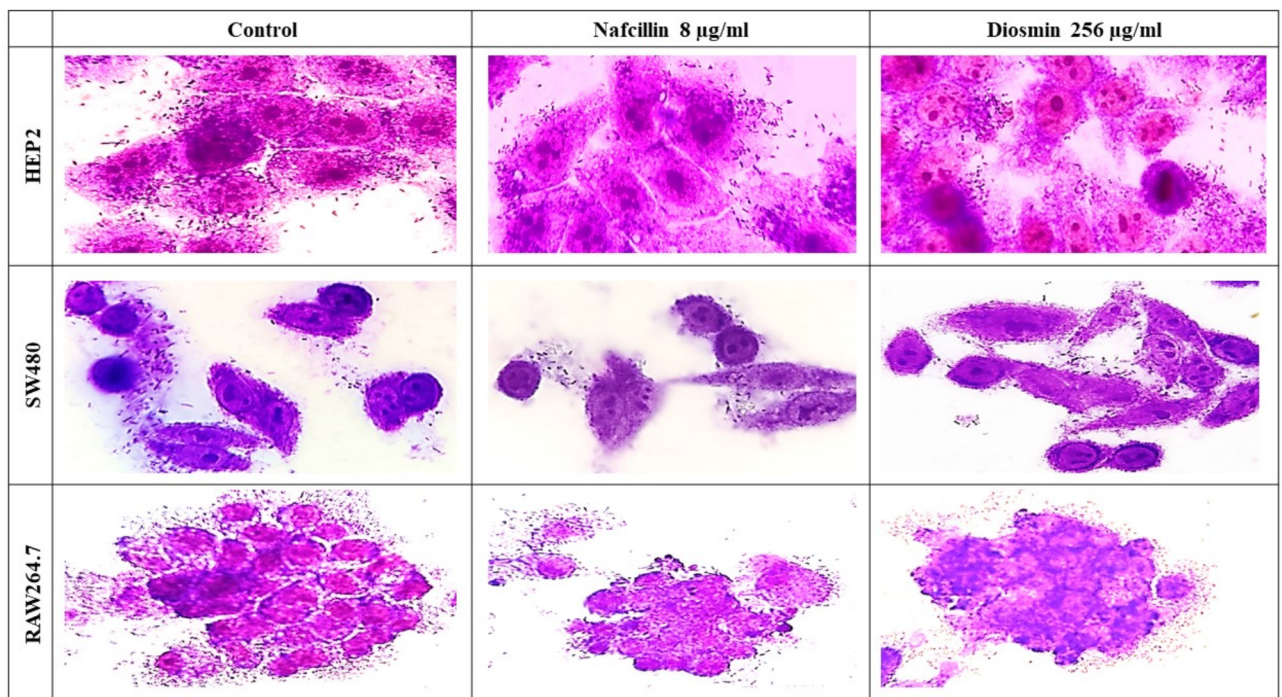 Control
Nafcillin 8 µg/ml
Diosmin 256 µg/ml
HEP2
SW480
RAW264.7